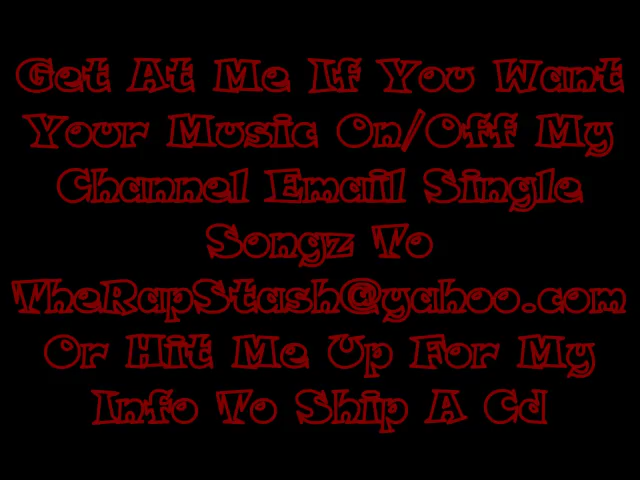 Get At Me If You Want
Your Music On/Off My
Channel Email Single
Songz To
TheRapStash@yahoo.com
Or Hit Me Up For My
Info To Ship A Cd